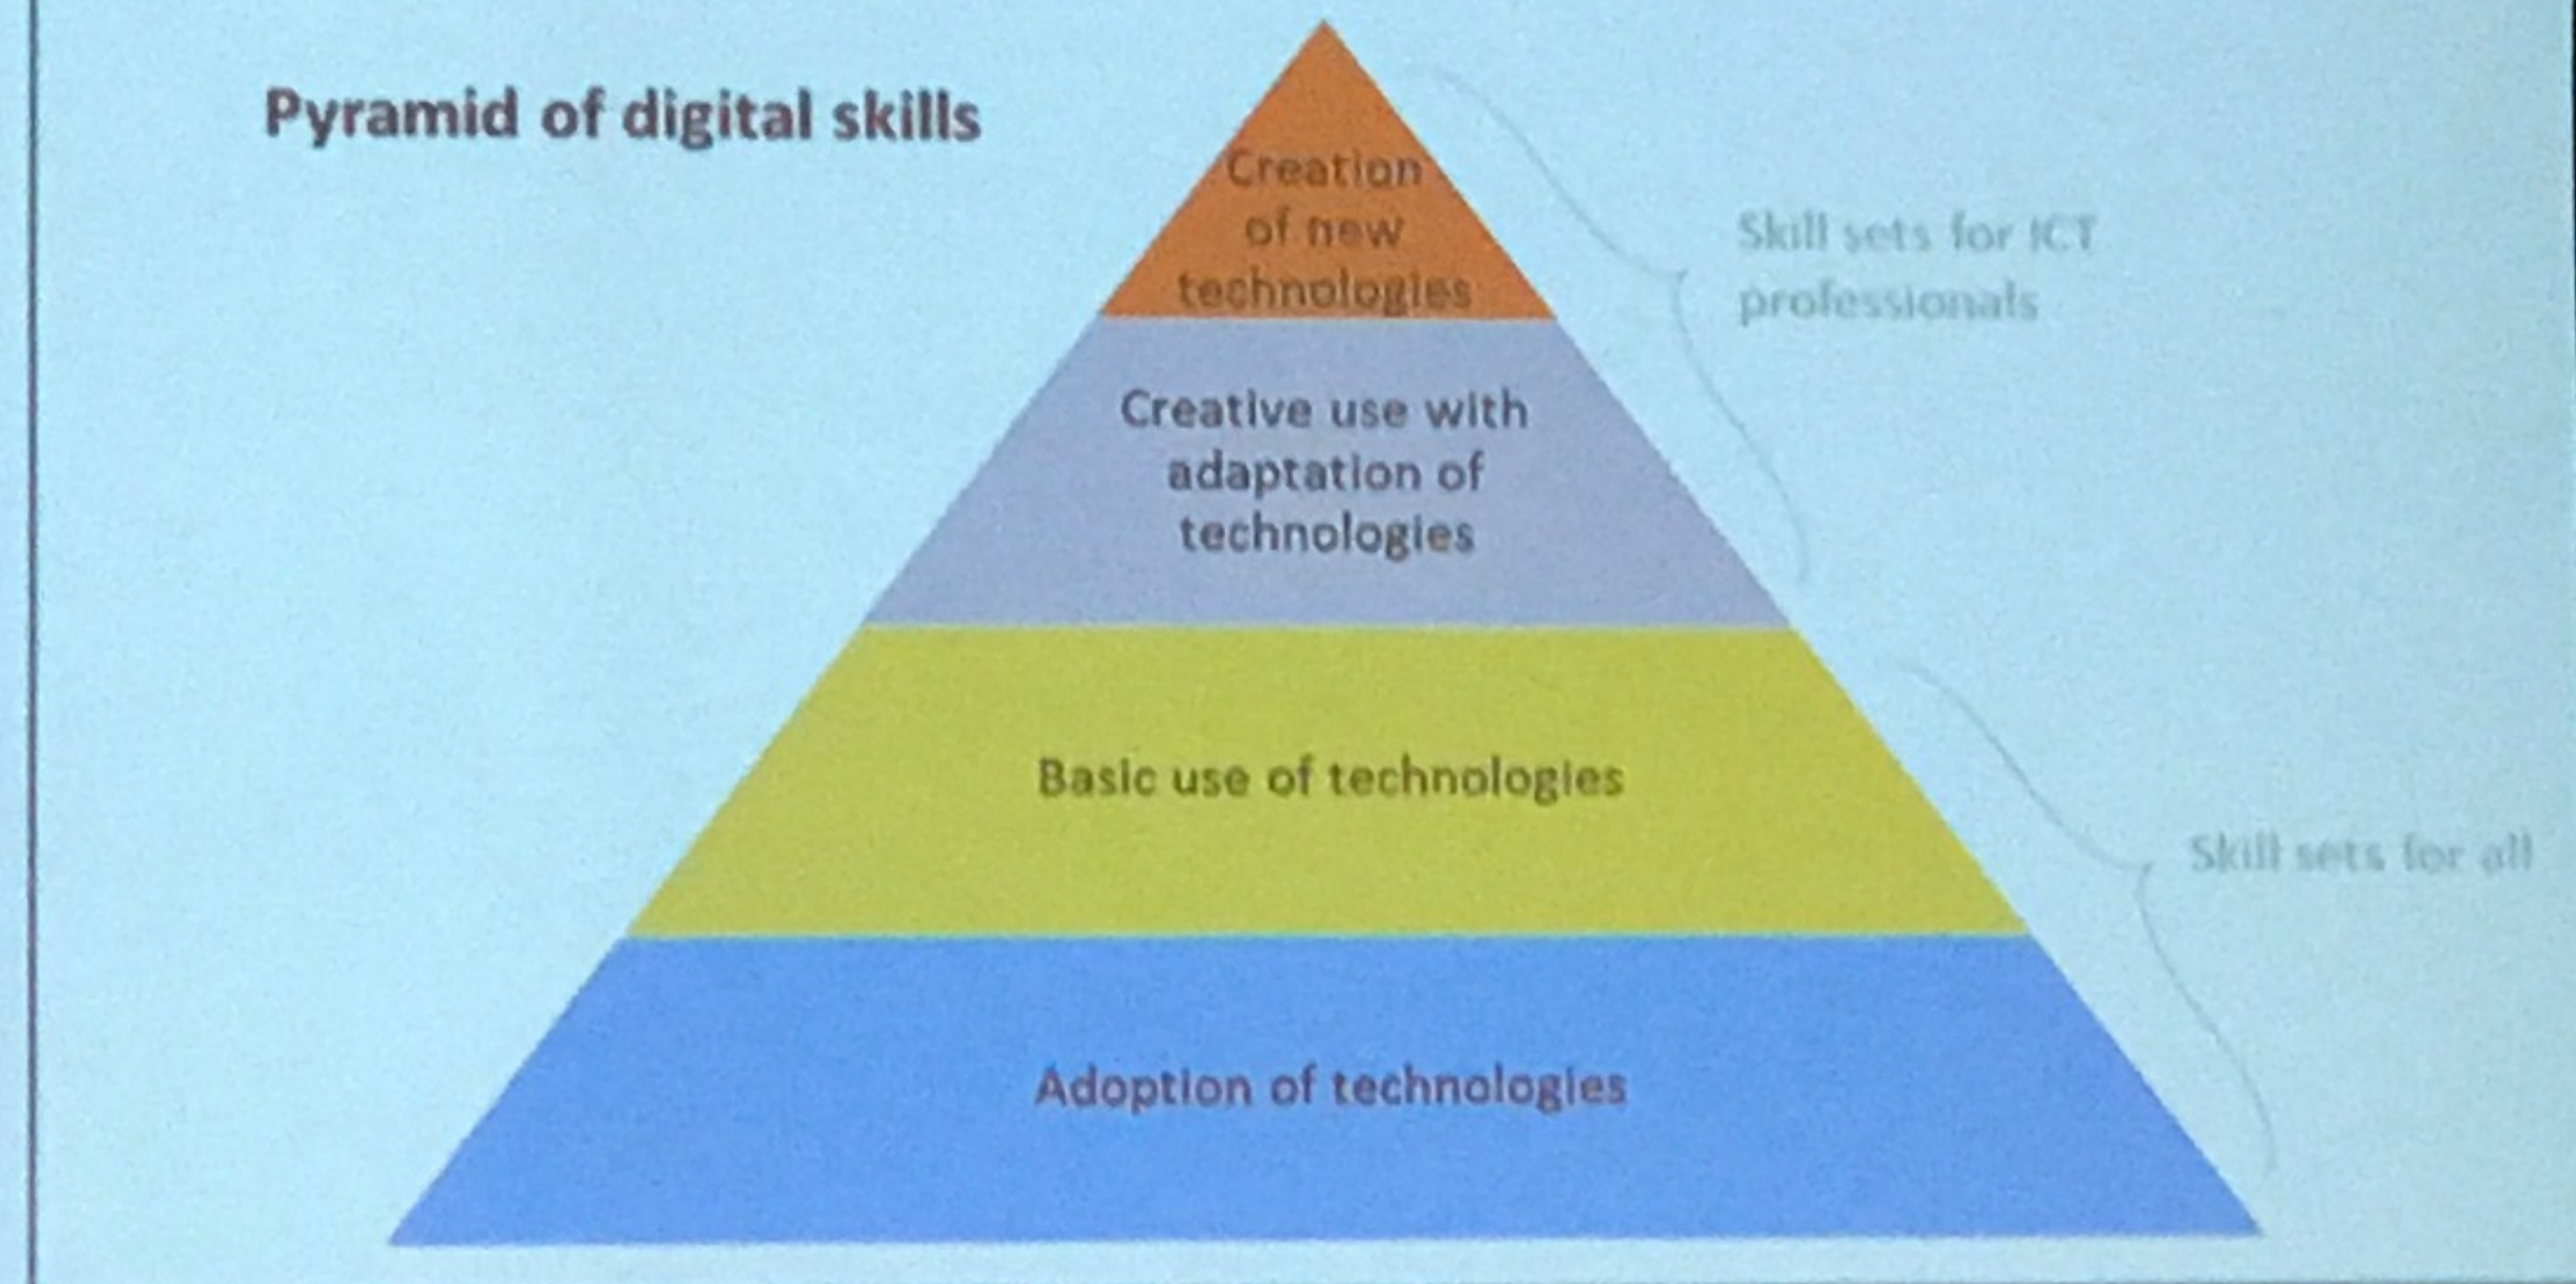 Pyramid of digital skills
Creation
of new
technologies
Skill sets for ICT
professionals
Creative use with
adaptation of
technologies
Basic use of technologies
Skill sets for all
Adoption of technologies